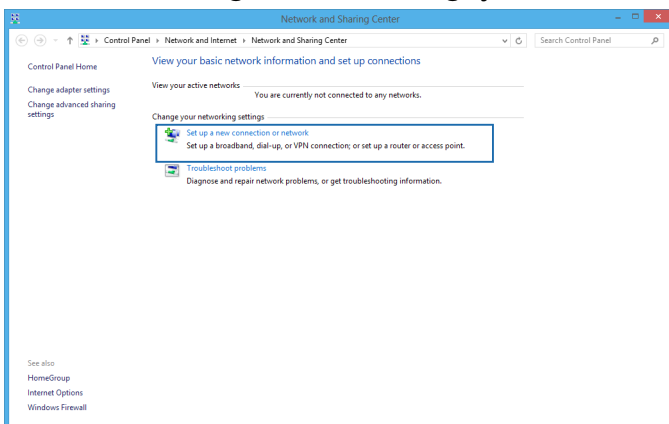 Network and Sharing Center
Control Panel Network and Internet Network and Sharing Center
Search Control Panel
Control Panel Home
Change adapter settings
Change advanced sharing
settings
View your basic network information and set up connections
View your active networks
You are currently not connected to any networks.
Change your networking settings
Set up a new connection or network
Set up a broadband, dial-up, or VPN connection; or set up a router or access point.
Troubleshoot problems
Diagnose and repair network problems, or get troubleshooting information.
See also
HomeGroup
Internet Options
Windows Firewall